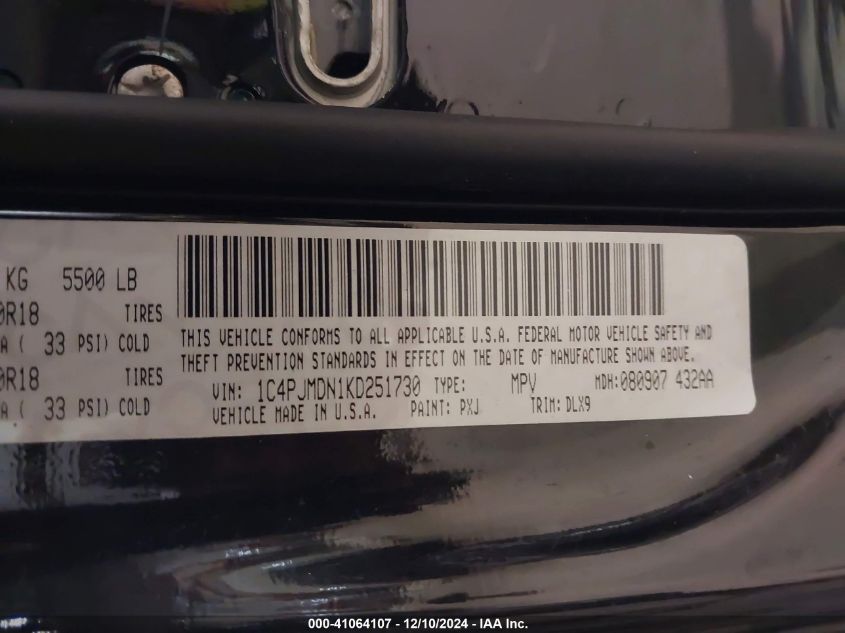 KG 5500 LB
0R18 TIRES
A ( 33 PSI) COLD
0R18 TIRES
A ( 33 PSI) COLD
THIS VEHICLE CONFORMS TO ALL APPLICABLE U.S.A. FEDERAL MOTOR VEHICLE SAFETY AND
THEFT PREVENTION STANDARDS IN EFFECT ON THE DATE OF MANUFACTURE SHOWN ABOVE.
VIN: 1C4PJMDN1KD251730 TYPE: MPV MDH:080907 432AA
VEHICLE MADE IN U.S.A. PAINT: PXJ TRIM: DLX9
000-41064107 - 12/10/2024 - IAA Inc.